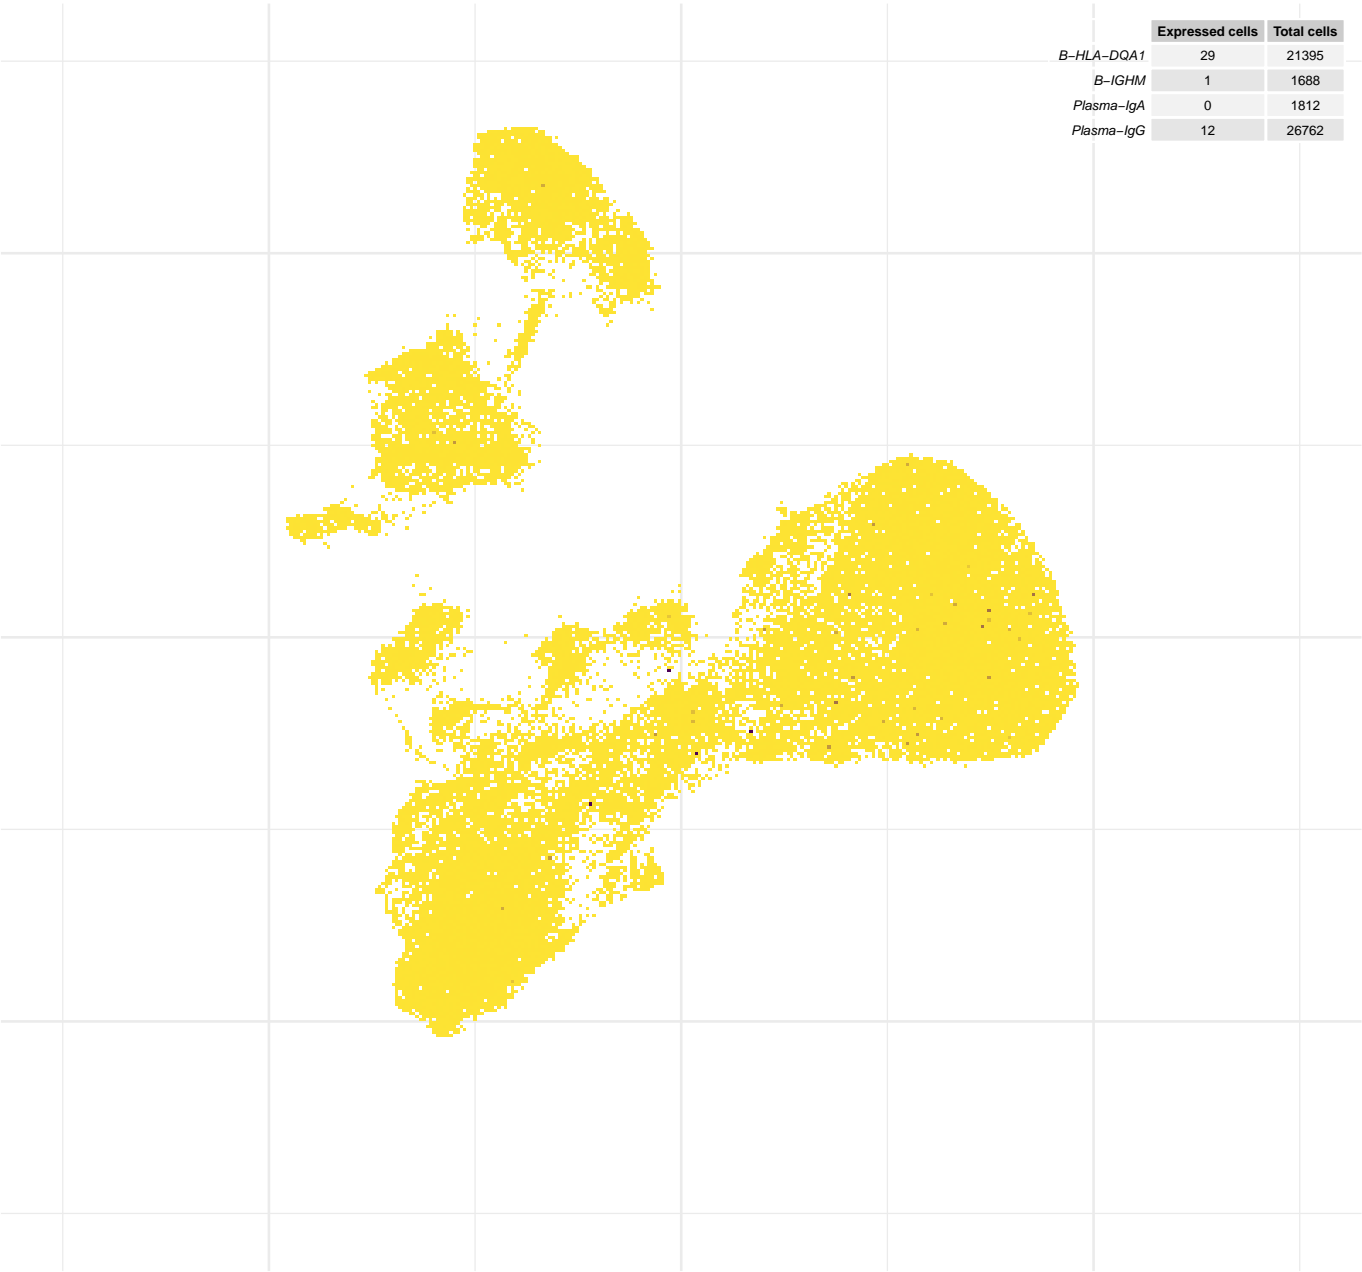 Expressed cells Total cells
B−HLA−DQA1 29 21395
B−IGHM 1 1688
Plasma−IgA 0 1812
Plasma−IgG 12 26762